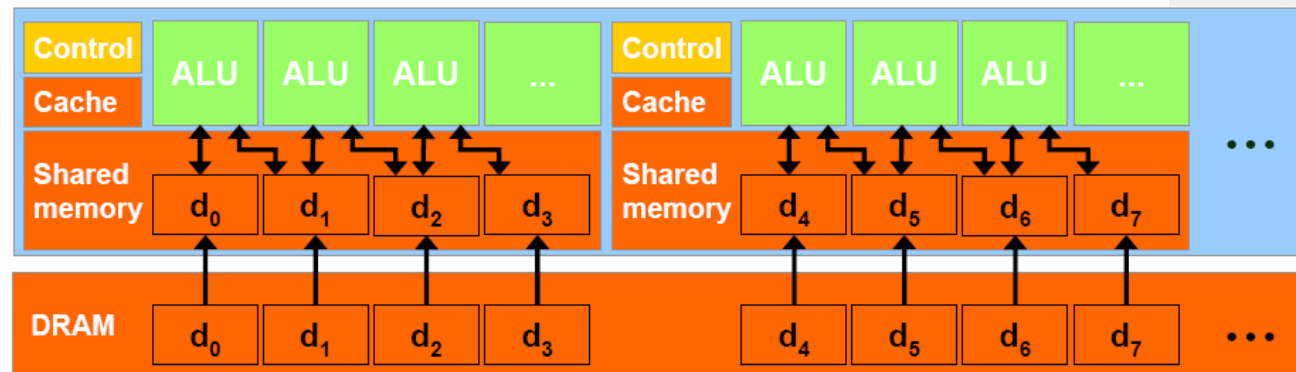 Control ALU ALU ALU ... Control ALU ALU ALU ...
Cache Cache
...
Shared memory d0 d1 d2 d3 Shared memory d4 d5 d6 d7
DRAM d0 d1 d2 d3 d4 d5 d6 d7 ...